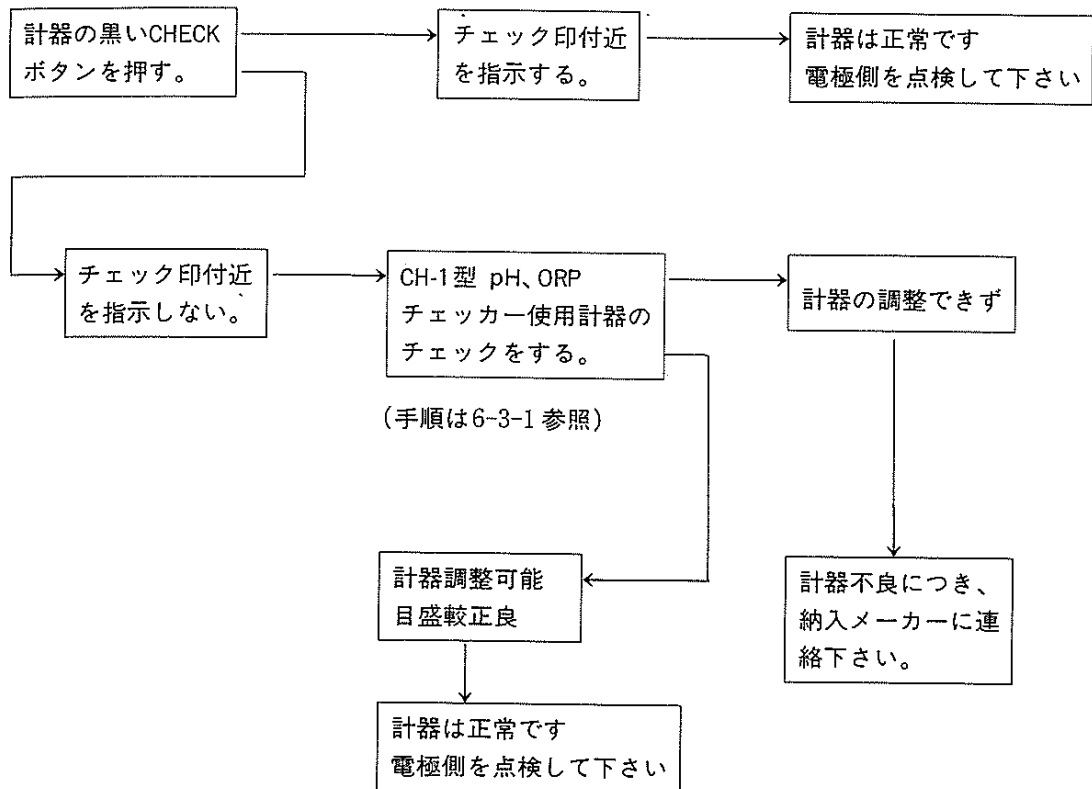 計器の黒いCHECK
ボタンを押す。
チェック印付近
を指示する。
計器は正常です
電極側を点検して下さい
チェック印付近
を指示しない。
CH-1型 pH、ORP
チェッカー使用計器の
チェックをする。
(手順は6-3-1参照)
計器の調整できず
計器調整可能
目盛較正良
計器不良につき、
納入メーカーに連
絡下さい。
計器は正常です
電極側を点検して下さい